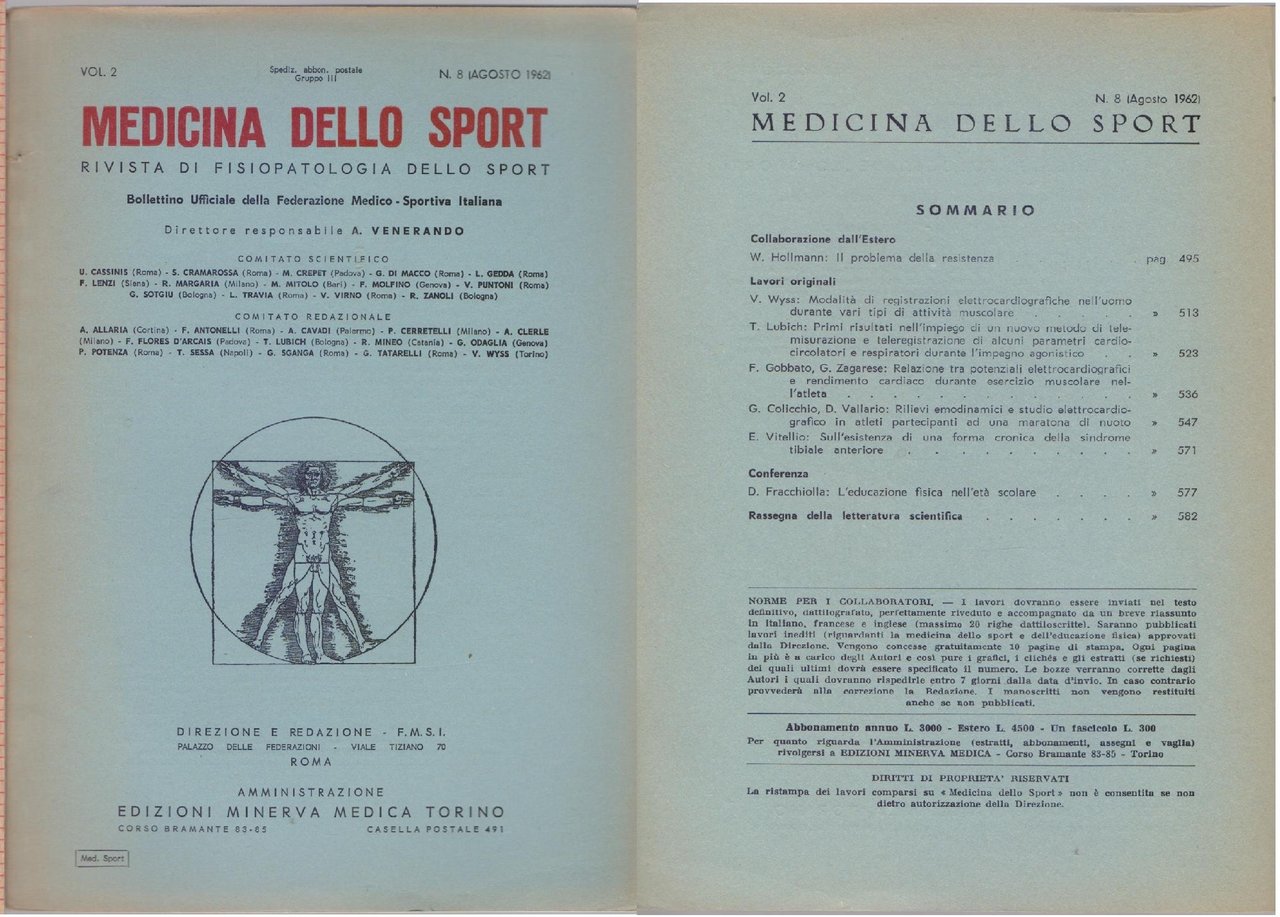 VOL. 2
Spediz. abbon. postale
Gruppo III
N. 8 (AGOSTO 1962)
MEDICINA DELLO SPORT
RIVISTA DI FISIOPATOLOGIA DELLO SPORT
Bollettino Ufficiale della Federazione Medico - Sportiva Italiana
Direttore responsabile A. VENERANDO
COMITATO SCIENTIFICO
U. CASSINIS (Roma) - S. CRAMAROSSA (Roma) - M. CREPET (Padova) - G. DI MACCO (Roma) - L. GEDDA (Roma)
F. LENZI (Siena) - R. MARGARIA (Milano) - M. MITOLO (Bari) - F. MOLFINO (Genova) - V. PUNTONI (Roma)
G. SOTGIU (Bologna) - L. TRAVIA (Roma) - V. VIRNO (Roma) - R. ZANOLI (Bologna)
COMITATO REDAZIONALE
A. ALLARIA (Cortina) - F. ANTONELLI (Roma) - A. CAVADI (Palermo) - P. CERRETELLI (Milano) - A. CLERLE
(Milano) - F. FLORES D'ARCAIS (Padova) - T. LUBICH (Bologna) - R. MINEO (Catania) - G. ODAGLIA (Genova)
P. POTENZA (Roma) - T. SESSA (Napoli) - G. SGANGA (Roma) - G. TATARELLI (Roma) - V. WYSS (Torino)
DIREZIONE E REDAZIONE - F.M.S.I.
PALAZZO DELLE FEDERAZIONI - VIALE TIZIANO 70
ROMA
AMMINISTRAZIONE
EDIZIONI MINERVA MEDICA TORINO
CORSO BRAMANTE 83-85 CASELLA POSTALE 491
Med. Sport
Vol. 2 N. 8 (Agosto 1962)
MEDICINA DELLO SPORT
SOMMARIO
Collaborazione dall'Estero
W. Hollmann: Il problema della resistenza . . . . . . pag 495
Lavori originali
V. Wyss: Modalità di registrazioni elettrocardiografiche nell'uomo
durante vari tipi di attività muscolare . . . . . » 513
T. Lubich: Primi risultati nell'impiego di un nuovo metodo di tele-
misurazione e teleregistrazione di alcuni parametri cardio-
circolatori e respiratori durante l'impegno agonistico . . » 523
F. Gobbato, G. Zagarese: Relazione tra potenziali elettrocardiografici
e rendimento cardiaco durante esercizio muscolare nel-
l'atleta . . . . . . . . . . . . » 536
G. Colicchio, D. Vallario: Rilievi emodinamici e studio elettrocardio-
grafico in atleti partecipanti ad una maratona di nuoto » 547
E. Vitellio: Sull'esistenza di una forma cronica della sindrome
tibiale anteriore . . . . . . . . . . » 571
Conferenza
D. Fracchiolla: L'educazione fisica nell'età scolare . . . . » 577
Rassegna della letteratura scientifica . . . . . . . » 582
NORME PER I COLLABORATORI. — I lavori dovranno essere inviati nel testo
definitivo, dattilografato, perfettamente riveduto e accompagnato da un breve riassunto
in italiano, francese e inglese (massimo 20 righe dattiloscritte). Saranno pubblicati
lavori inediti (riguardanti la medicina dello sport e dell'educazione fisica) approvati
dalla Direzione. Vengono concesse gratuitamente 10 pagine di stampa. Ogni pagina
in più è a carico degli Autori e così pure i grafici, i clichés e gli estratti (se richiesti)
dei quali ultimi dovrà essere specificato il numero. Le bozze verranno corrette dagli
Autori i quali dovranno rispedirle entro 7 giorni dalla data d'invio. In caso contrario
provvederà alla correzione la Redazione. I manoscritti non vengono restituiti
anche se non pubblicati.
Abbonamento annuo L. 3000 - Estero L. 4500 - Un fascicolo L. 300
Per quanto riguarda l'Amministrazione (estratti, abbonamenti, assegni e vaglia)
rivolgersi a EDIZIONI MINERVA MEDICA - Corso Bramante 83-85 - Torino
DIRITTI DI PROPRIETA' RISERVATI
La ristampa dei lavori comparsi su « Medicina dello Sport » non è consentita se non
dietro autorizzazione della Direzione.